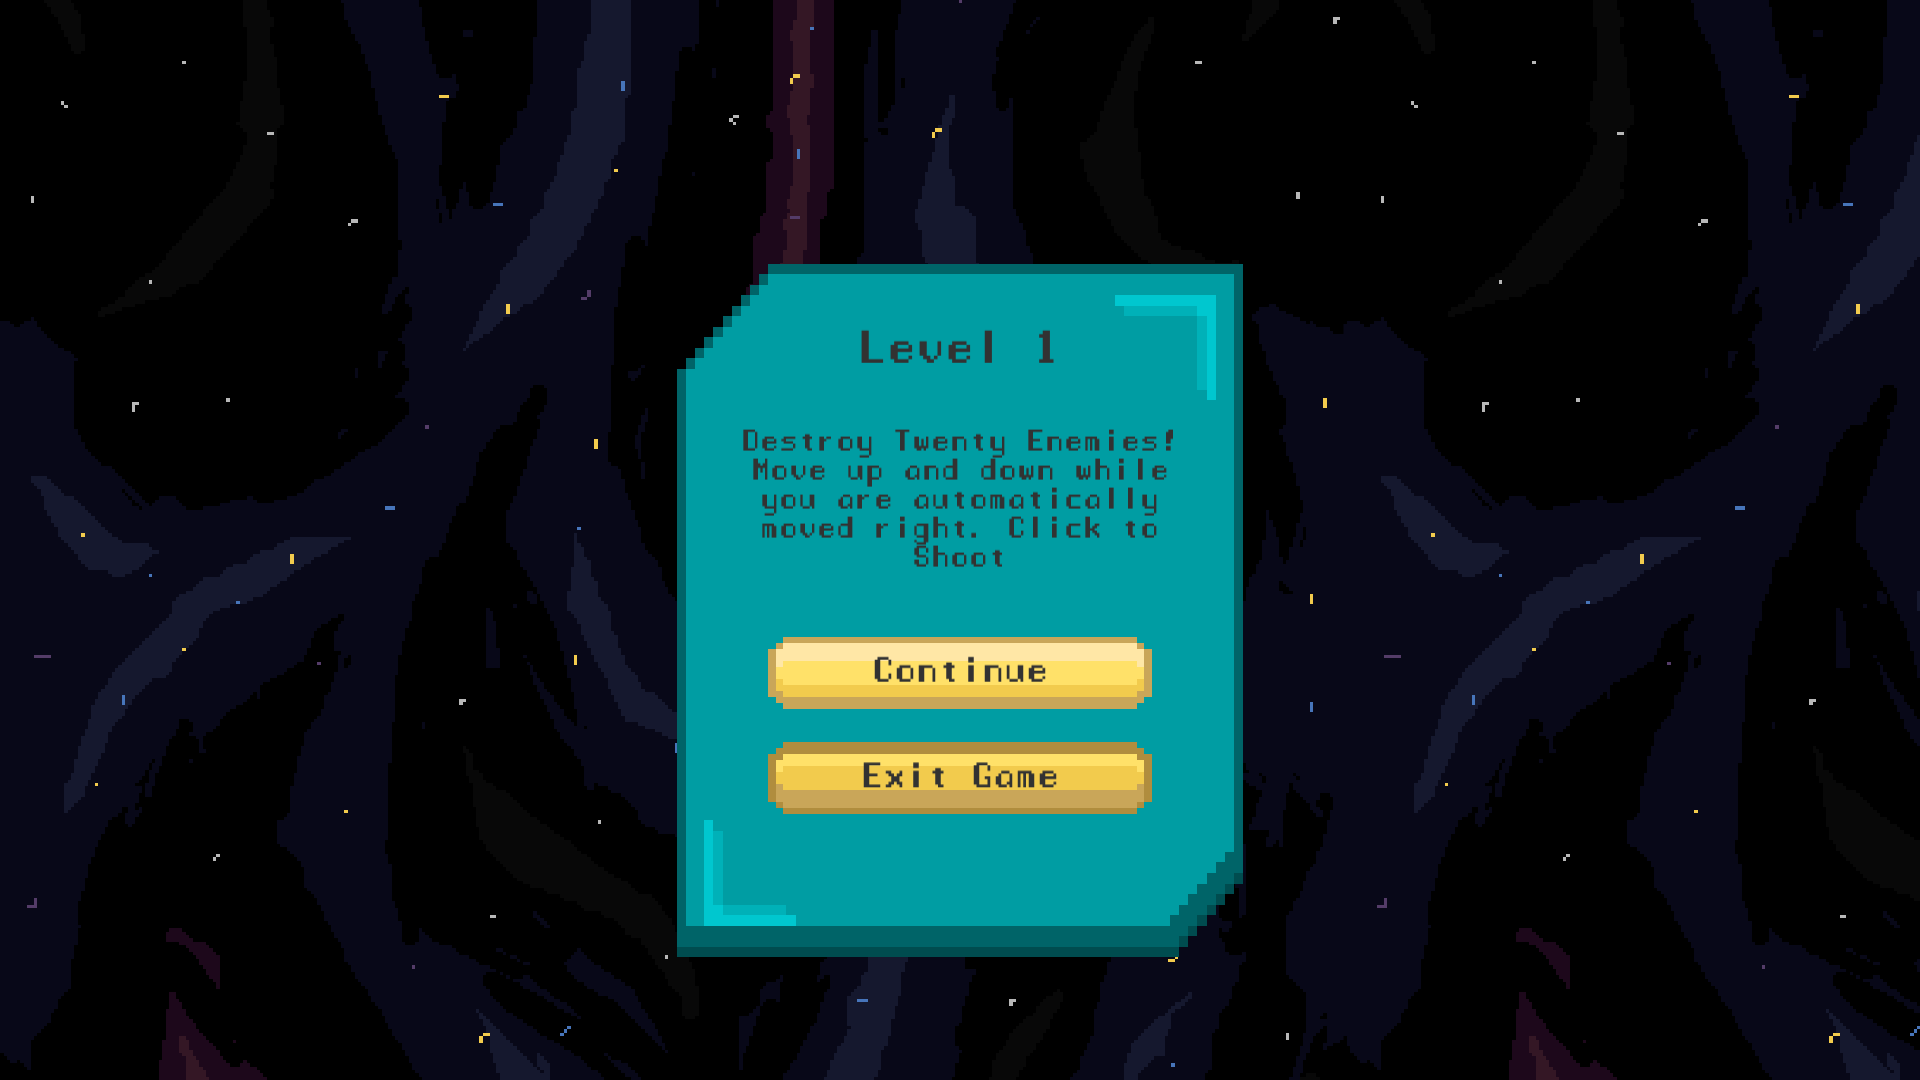 Level 1
Destroy Twenty Enemies!
Move up and down while
you are automatically
moved right. Click to
Shoot
Continue
Exit Game